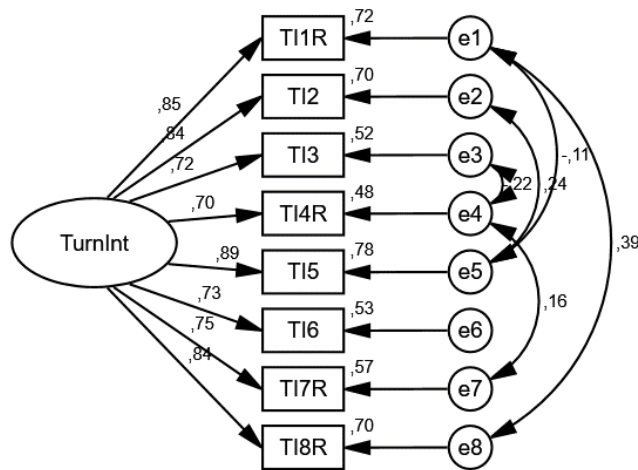 ,72
TI1R
e1
,85
,70
TI2
e2
,84
,52
TI3
e3
-,11
,72
-,22
,24
,48
TI4R
e4
,70
TurnInt
,39
,78
TI5
e5
,89
,53
TI6
e6
,73
,16
,57
TI7R
e7
,75
,70
TI8R
e8
,84